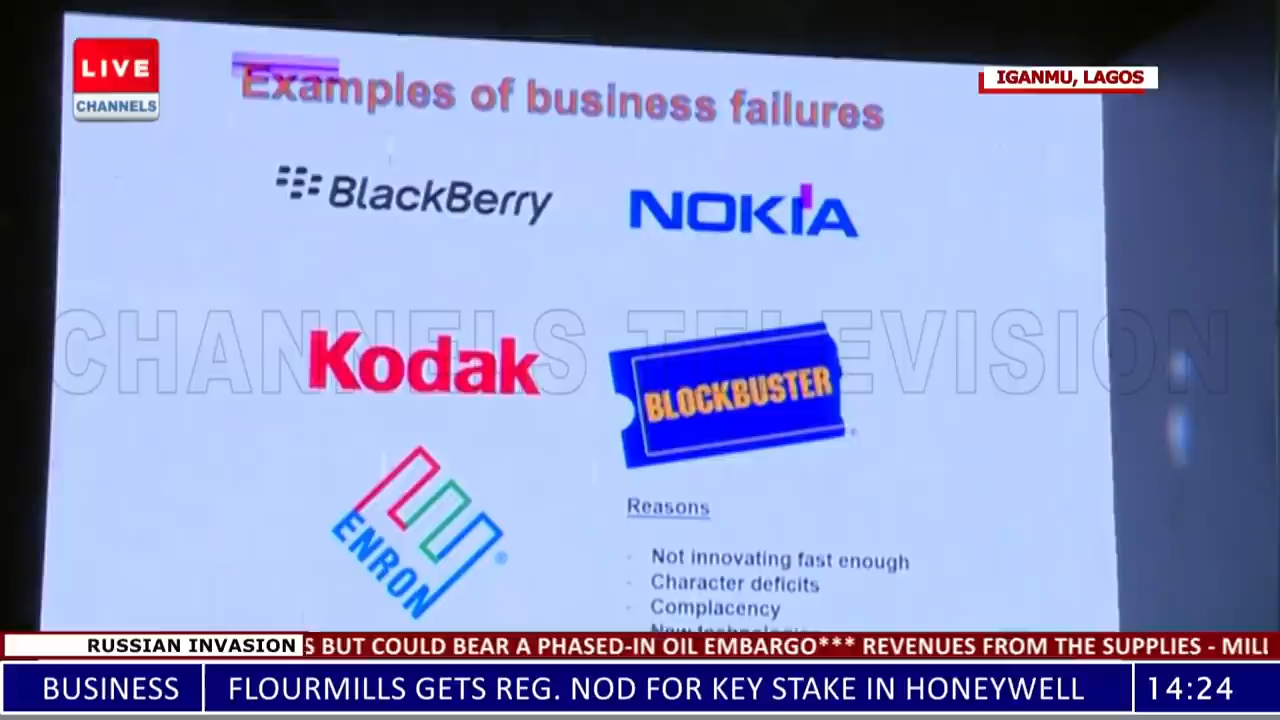 LIVE
CHANNELS
IGANMU, LAGOS
Examples of business failures
BlackBerry
NOKIA
CHANNELS TELEVISION
Kodak
BLOCKBUSTER
ENRON
Reasons
- Not innovating fast enough
- Character deficits
- Complacency
RUSSIAN INVASION
S BUT COULD BEAR A PHASED-IN OIL EMBARGO*** REVENUES FROM THE SUPPLIES - MILL
BUSINESS
FLOURMILLS GETS REG. NOD FOR KEY STAKE IN HONEYWELL
14:24